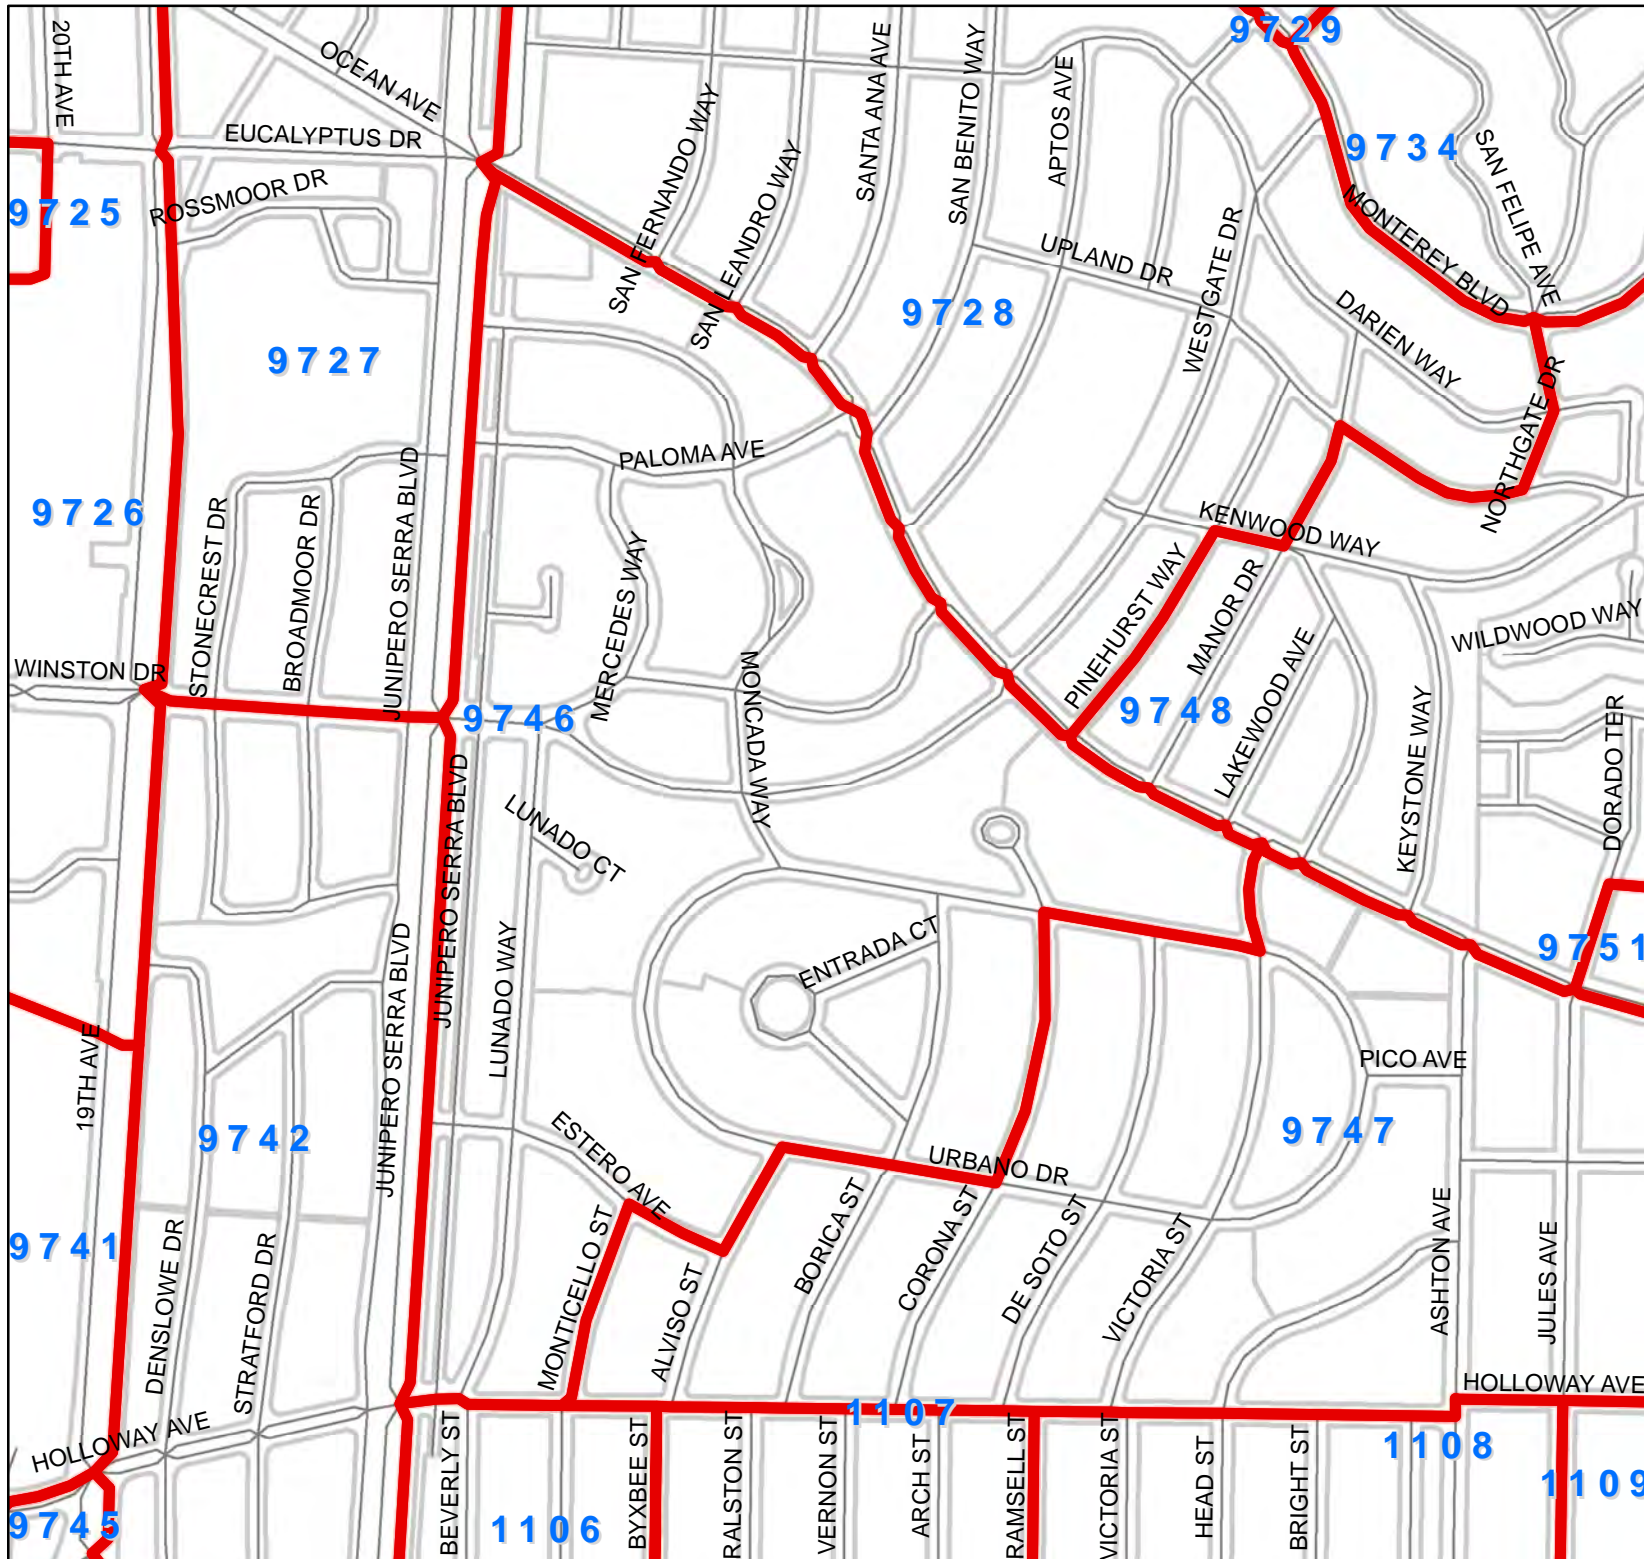 20TH AVE
OCEAN AVE
EUCALYPTUS DR
ROSSMOOR DR
9725
SAN FERNANDO WAY
SAN LEANDRO WAY
SANTA ANA AVE
SAN BENITO WAY
APTOS AVE
9729
9734
SAN FELIPE AVE
MONTEREY BLVD
UPLAND DR
WESTGATE DR
DARIEN WAY
NORTHGATE DR
9728
9727
9726
PALOMA AVE
STONECREST DR
BROADMOOR DR
JUNIPERO SERRA BLVD
MERCEDES WAY
KENWOOD WAY
PINEHURST WAY
MANOR DR
LAKEWOOD AVE
WILDWOOD WAY
WINSTON DR
9746
MONCADA WAY
9748
KEYSTONE WAY
DORADO TER
LUNADO CT
JUNIPERO SERRA BLVD
JUNIPERO SERRA BLVD
LUNADO WAY
ENTRADA CT
9751
19TH AVE
PICO AVE
9742
ESTERO AVE
9747
URBANO DR
9741
DENSLOWE DR
STRATFORD DR
MONTICELLO ST
ALVISO ST
BORICA ST
CORONA ST
DE SOTO ST
VICTORIA ST
ASHTON AVE
JULES AVE
HOLLOWAY AVE
HOLLOWAY AVE
1107
1108
1109
9745
BEVERLY ST
1106
BYXBEE ST
RALSTON ST
VERNON ST
ARCH ST
RAMSELL ST
VICTORIA ST
HEAD ST
BRIGHT ST